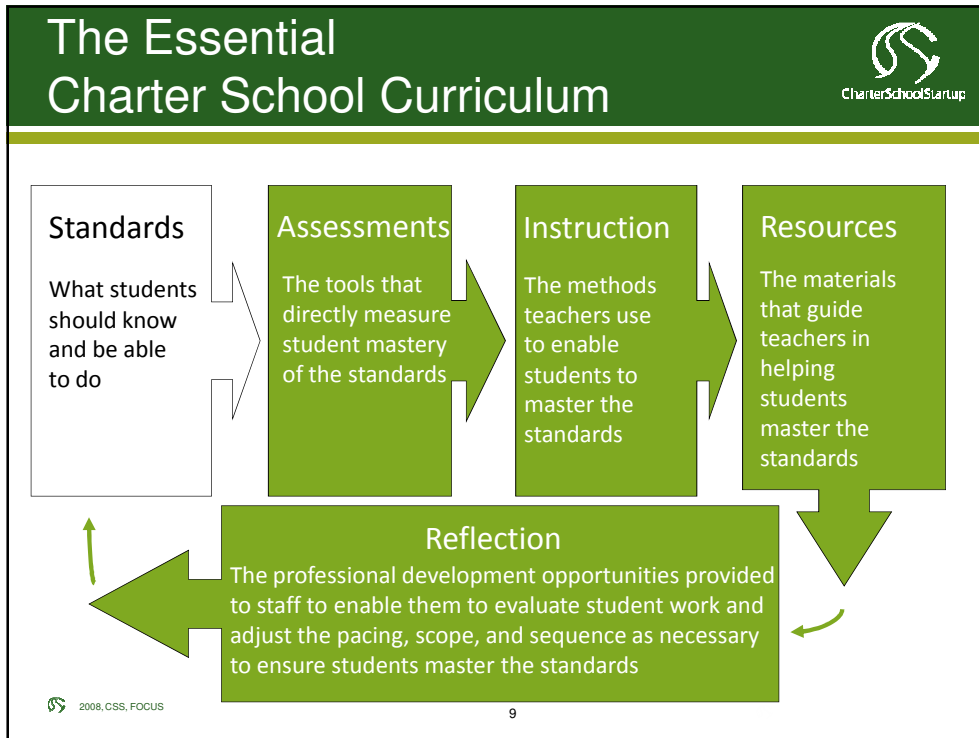 The Essential
Charter School Curriculum
CharterSchoolStartup
Standards
What students
should know
and be able
to do
Assessments
The tools that
directly measure
student mastery
of the standards
Instruction
The methods
teachers use
to enable
students to
master the
standards
Resources
The materials
that guide
teachers in
helping
students
master the
standards
Reflection
The professional development opportunities provided
to staff to enable them to evaluate student work and
adjust the pacing, scope, and sequence as necessary
to ensure students master the standards
2008, CSS, FOCUS
9